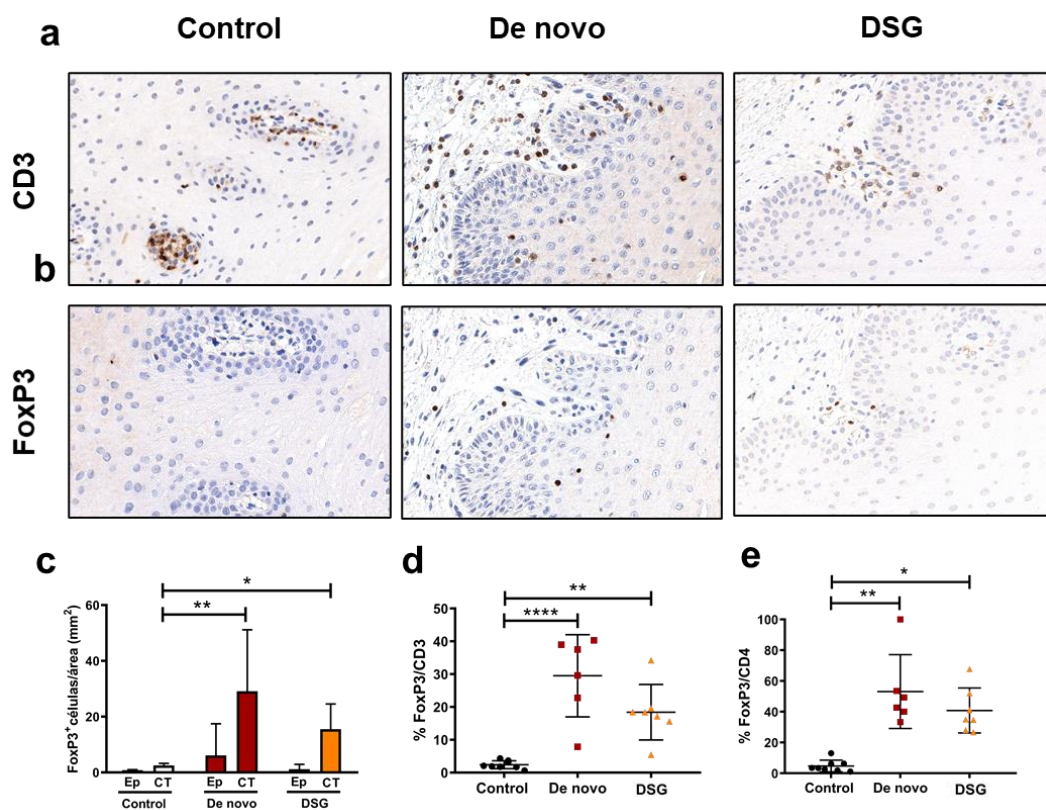 a
Control
De novo
DSG
CD3
b
FoxP3
c
FoxP3+ células/área (mm2)
60
40
20
0
*
**
Ep
CT
Ep
CT
Ep
CT
Control
De novo
DSG
d
% FoxP3/CD3
50
40
30
20
10
0
**
****
Control
De novo
DSG
e
% FoxP3/CD4
100
80
60
40
20
0
*
**
Control
De novo
DSG